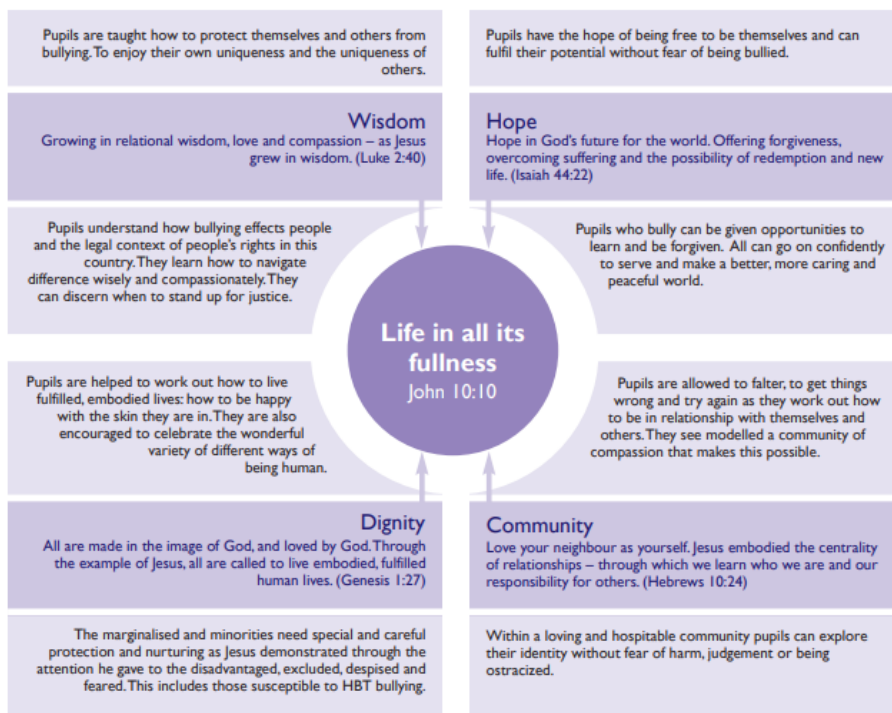 Pupils are taught how to protect themselves and others from
bullying. To enjoy their own uniqueness and the uniqueness of
others.
Wisdom
Growing in relational wisdom, love and compassion – as Jesus
grew in wisdom. (Luke 2:40)
Pupils understand how bullying effects people
and the legal context of people's rights in this
country. They learn how to navigate
difference wisely and compassionately. They
can discern when to stand up for justice.
Pupils have the hope of being free to be themselves and can
fulfil their potential without fear of being bullied.
Hope
Hope in God's future for the world. Offering forgiveness,
overcoming suffering and the possibility of redemption and new
life. (Isaiah 44:22)
Pupils who bully can be given opportunities to
learn and be forgiven. All can go on confidently
to serve and make a better, more caring and
peaceful world.
Life in all its
fullness
John 10:10
Pupils are helped to work out how to live
fulfilled, embodied lives: how to be happy
with the skin they are in. They are also
encouraged to celebrate the wonderful
variety of different ways of
being human.
Dignity
All are made in the image of God, and loved by God. Through
the example of Jesus, all are called to live embodied, fulfilled
human lives. (Genesis 1:27)
The marginalised and minorities need special and careful
protection and nurturing as Jesus demonstrated through the
attention he gave to the disadvantaged, excluded, despised and
feared. This includes those susceptible to HBT bullying.
Pupils are allowed to falter, to get things
wrong and try again as they work out how
to be in relationship with themselves and
others. They see modelled a community of
compassion that makes this possible.
Community
Love your neighbour as yourself. Jesus embodied the centrality
of relationships – through which we learn who we are and our
responsibility for others. (Hebrews 10:24)
Within a loving and hospitable community pupils can explore
their identity without fear of harm, judgement or being
ostracized.